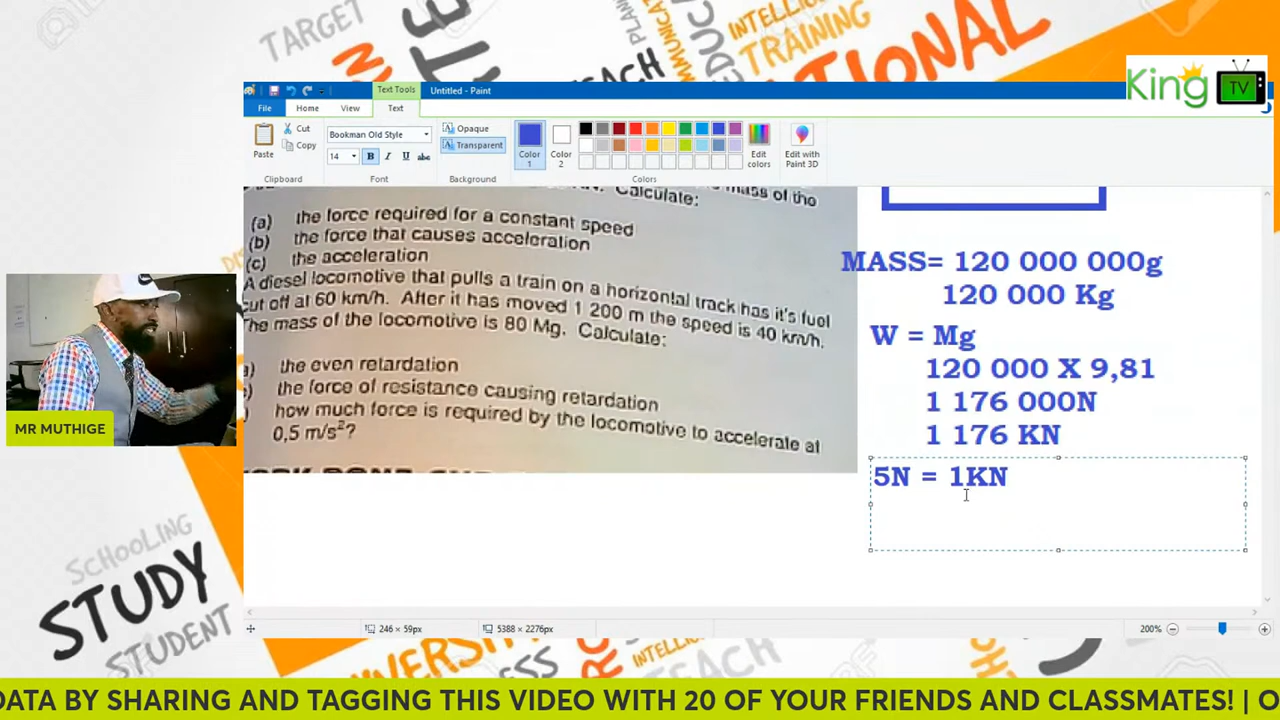 TARGET
TRAINING
King TV
Text Tools
Untitled - Paint
File
Home
View
Text
Paste
Cut
Copy
Clipboard
Bookman Old Style
14
B I U abc
Font
Opaque
Transparent
Background
Color 1
Color 2
Colors
Edit colors
Edit with Paint 3D
mass of the
Calculate:
(a) the force required for a constant speed
(b) the force that causes acceleration
(c) the acceleration
A diesel locomotive that pulls a train on a horizontal track has it's fuel
cut off at 60 km/h. After it has moved 1 200 m the speed is 40 km/h.
The mass of the locomotive is 80 Mg. Calculate:
the even retardation
the force of resistance causing retardation
how much force is required by the locomotive to accelerate at
0,5 m/s²?
MASS= 120 000 000g
120 000 Kg
W = Mg
120 000 X 9,81
1 176 000N
1 176 KN
5N = 1KN
MR MUTHIGE
SCHOOLING
STUDY
STUDENT
246 × 59px
5388 × 2276px
200%
TEACH
DATA BY SHARING AND TAGGING THIS VIDEO WITH 20 OF YOUR FRIENDS AND CLASSMATES! | O